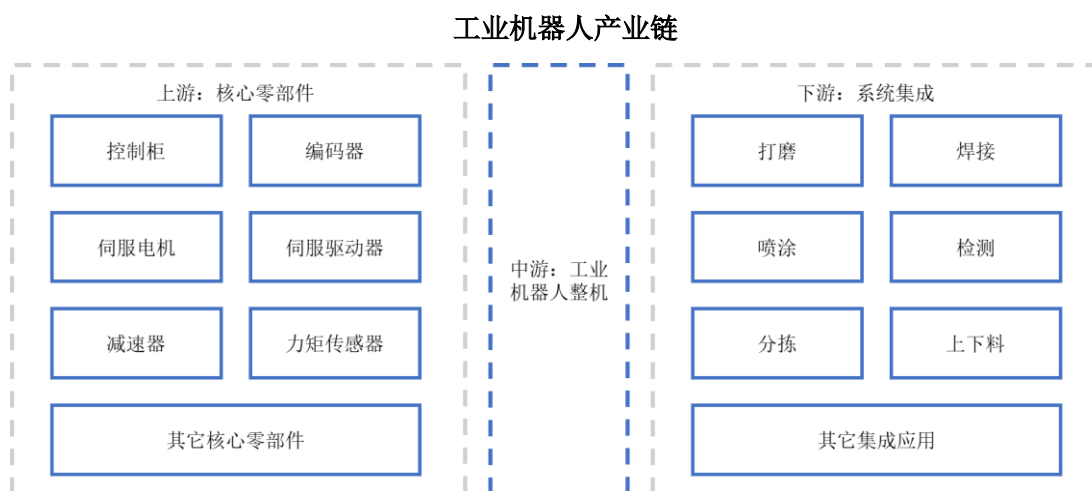 工业机器人产业链
上游：核心零部件
控制柜
编码器
伺服电机
伺服驱动器
减速器
力矩传感器
其它核心零部件
中游：工业
机器人整机
下游：系统集成
打磨
焊接
喷涂
检测
分拣
上下料
其它集成应用